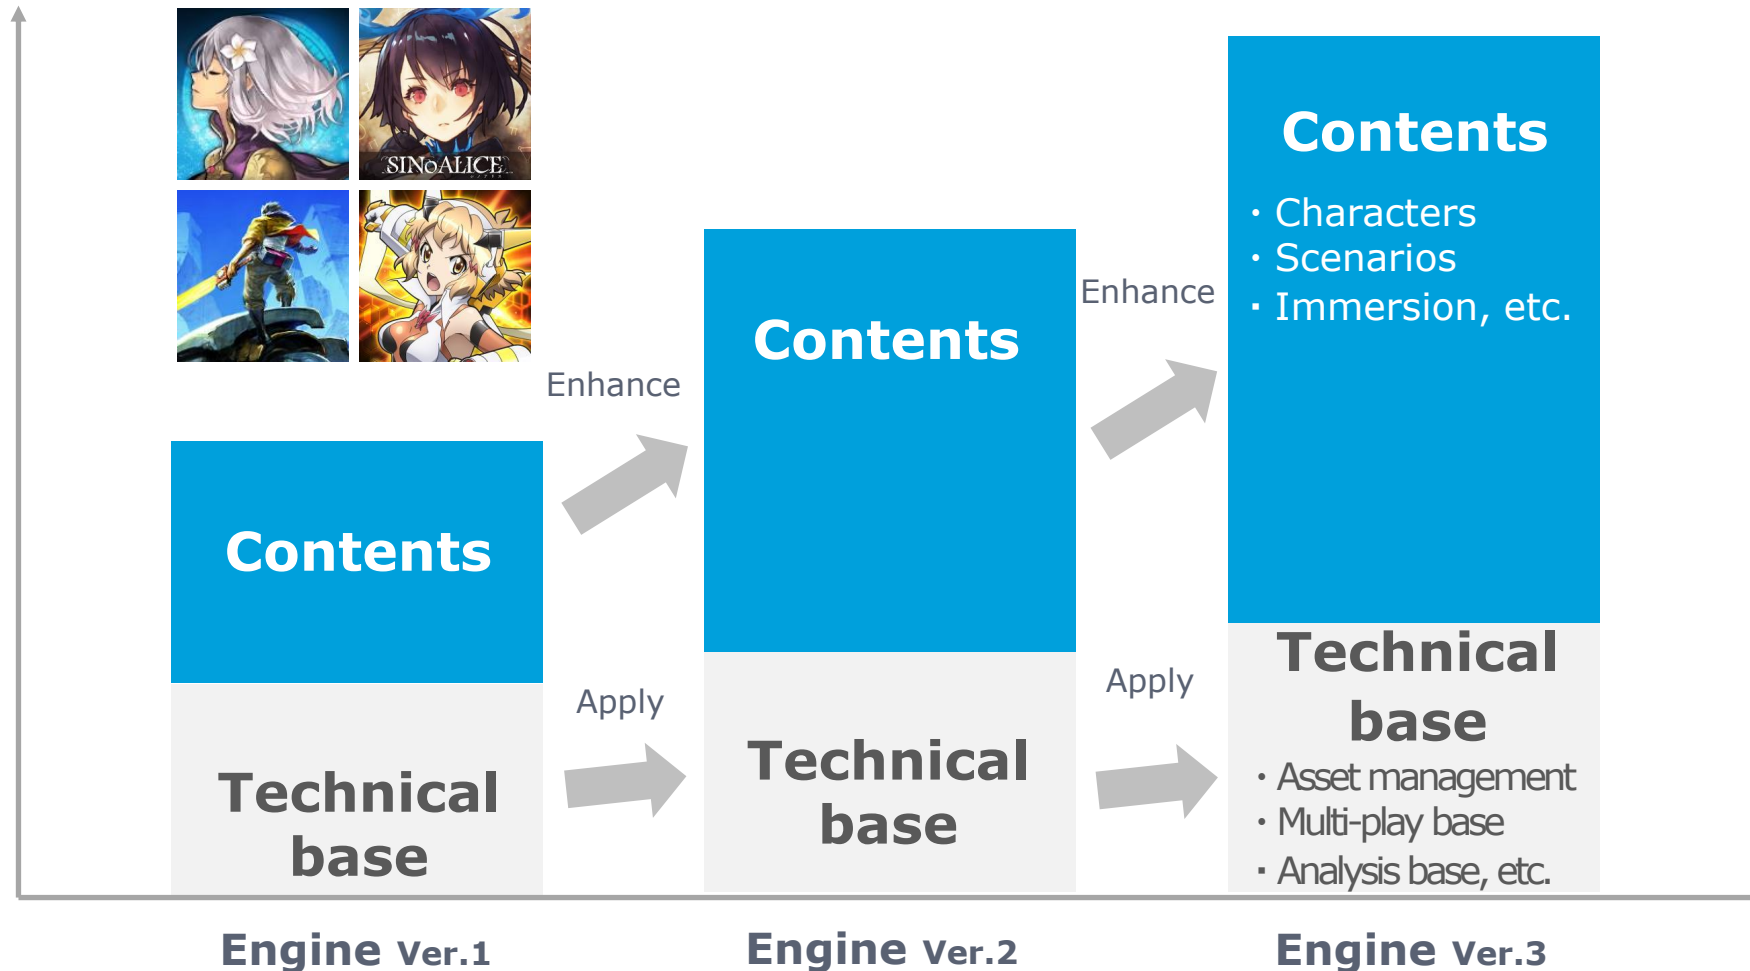 SINoALICE
Contents
Technical
base
Engine Ver.1
Enhance
Apply
Contents
Technical
base
Engine Ver.2
Enhance
Apply
Contents
・Characters
・Scenarios
・Immersion, etc.
Technical
base
・Asset management
・Multi-play base
・Analysis base, etc.
Engine Ver.3